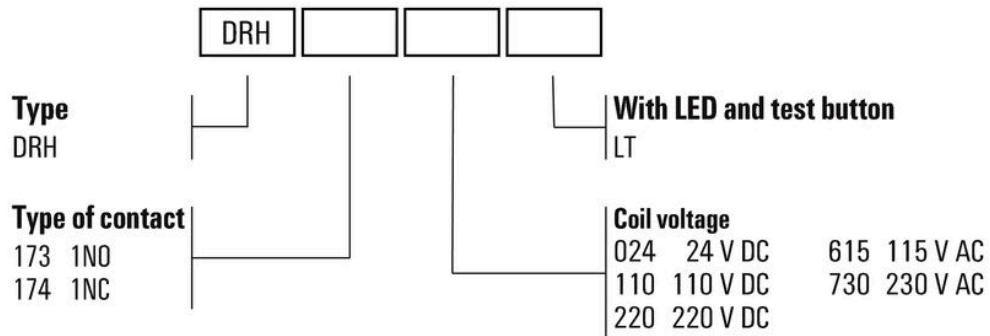 DRH
Type
DRH
With LED and test button
LT
Type of contact
173 1NO
174 1NC
Coil voltage
024 24 V DC 615 115 V AC
110 110 V DC 730 230 V AC
220 220 V DC